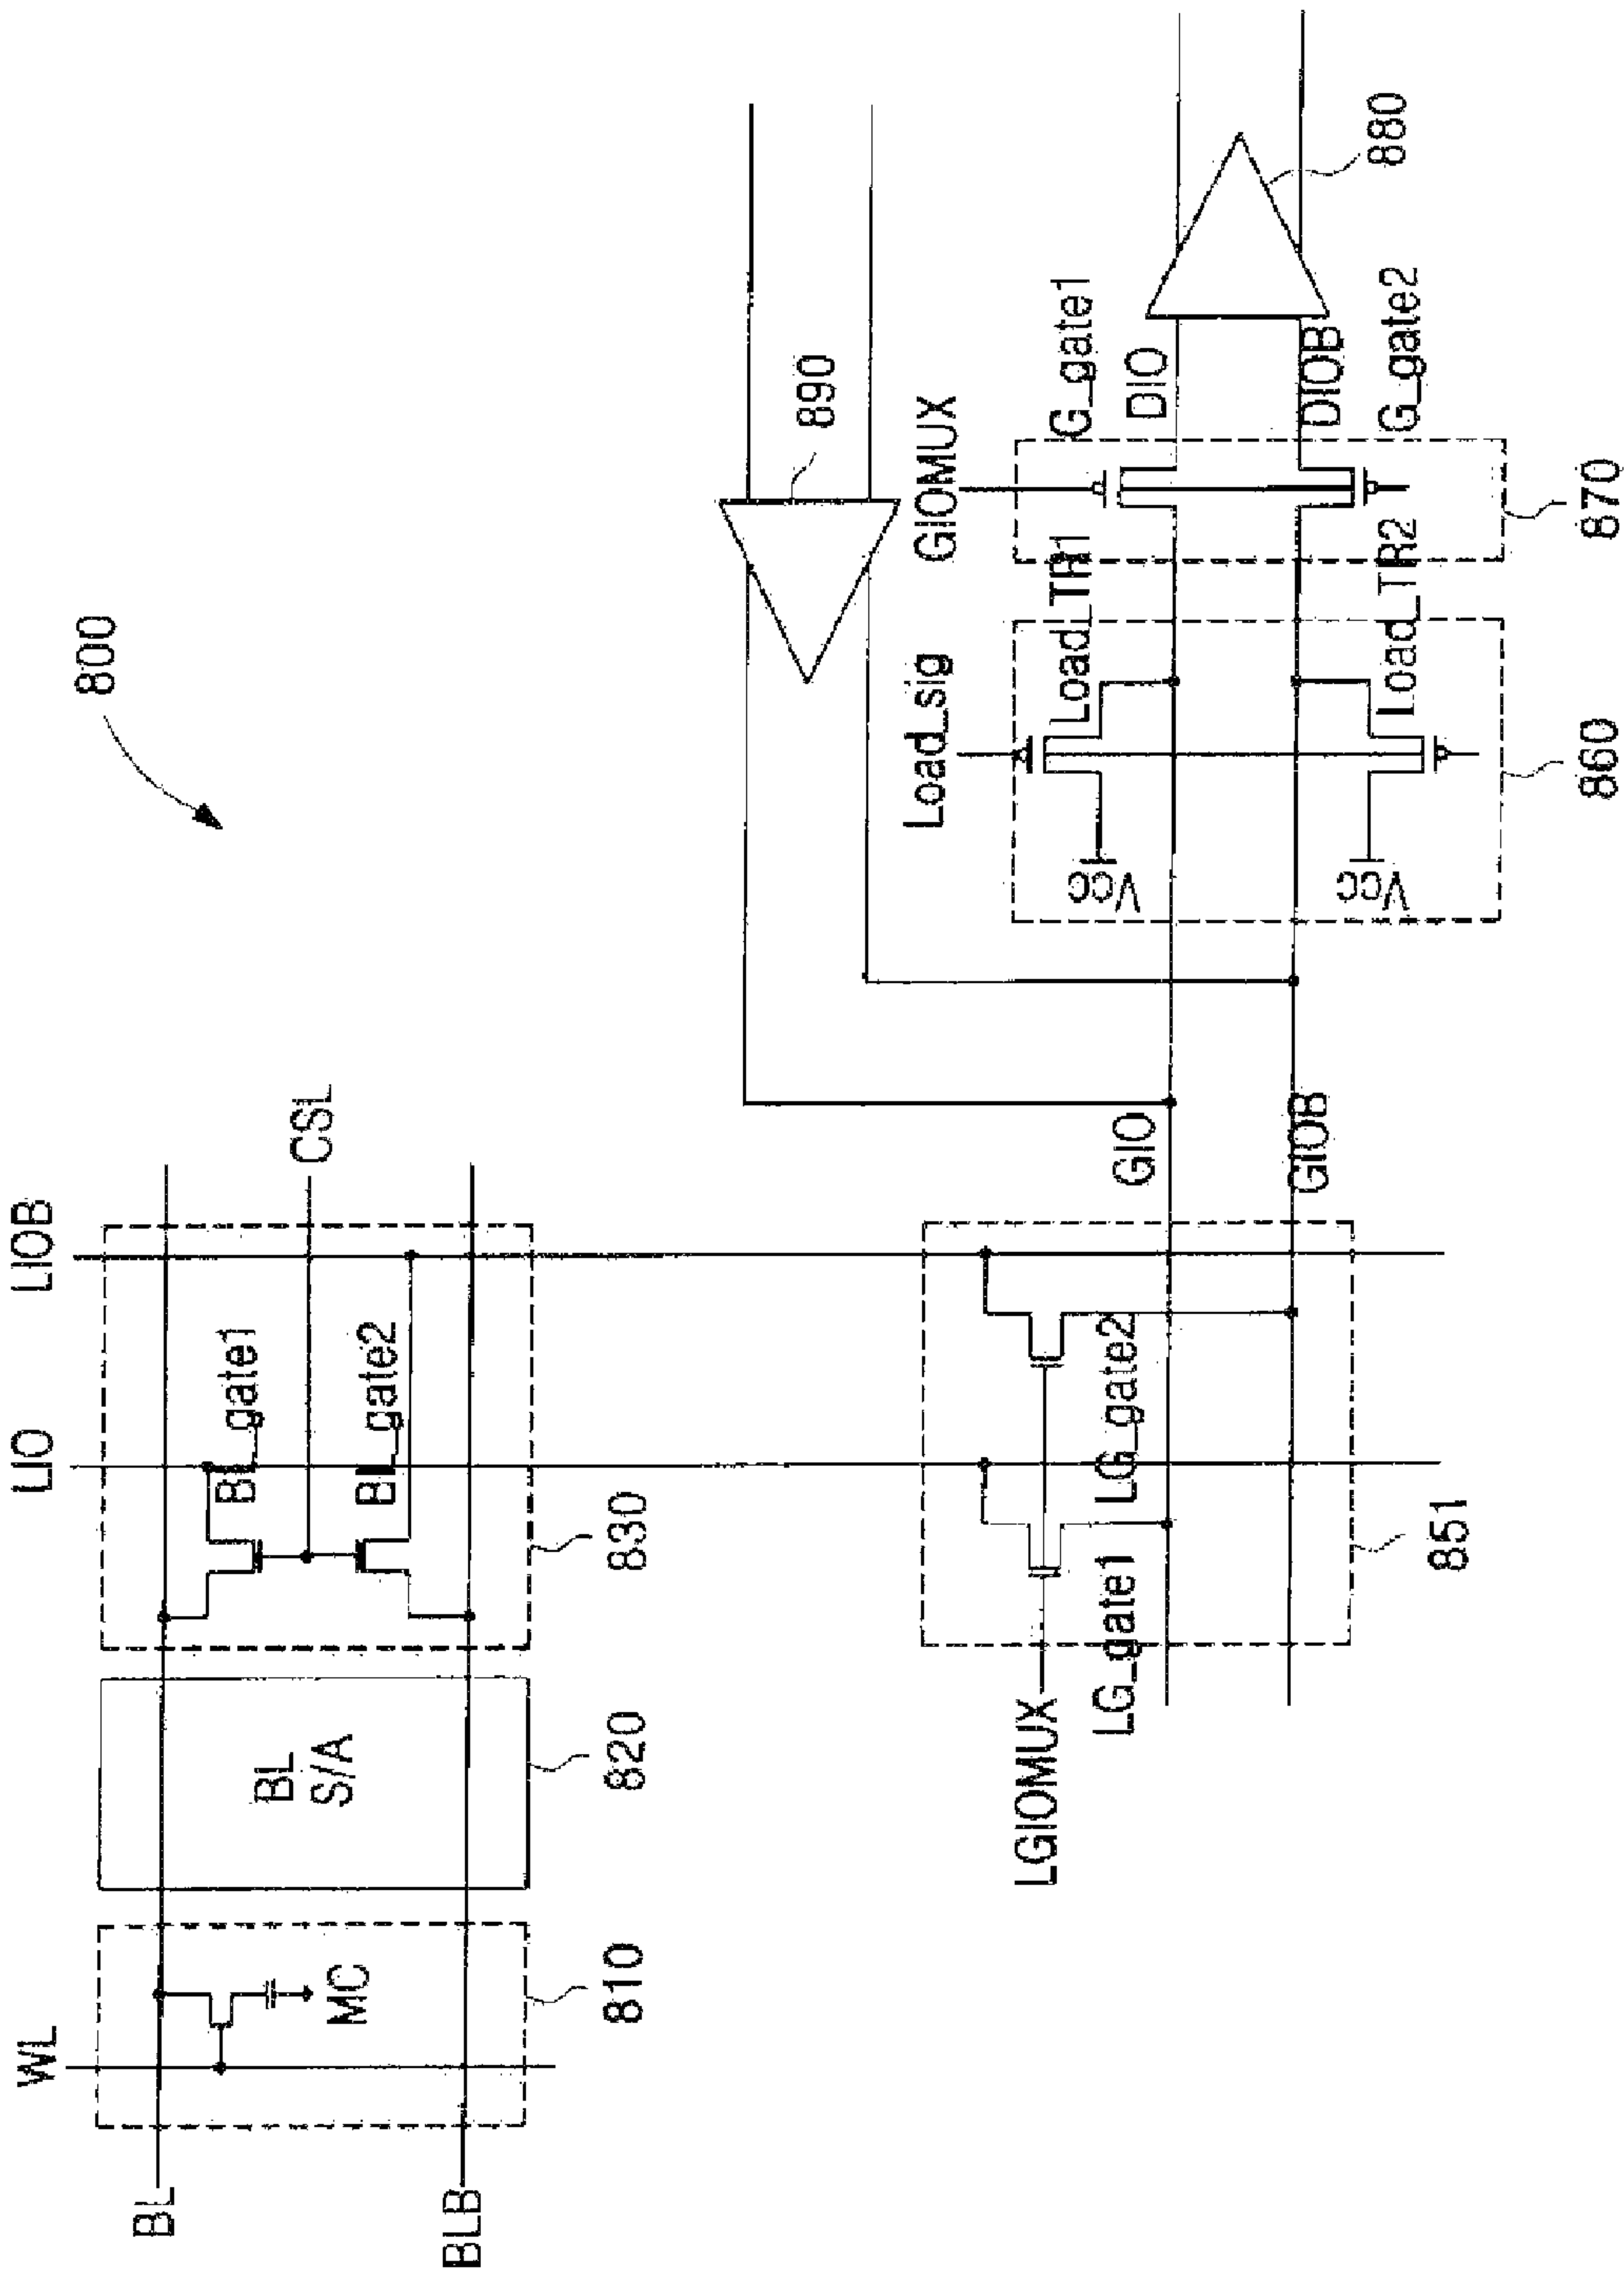 800
WL
LIO
LIOB
BL
BLB
MC
BL
S/A
BL_gate1
BL_gate2
CSL
810
820
830
890
LGIOMUX
LG_gate1
LG_gate2
GIO
GIOB
851
Load_sig
Load_TR1
Load_TR2
Vcc
Vcc
860
GIOMUX
G_gate1
DIO
DIOB
G_gate2
870
880